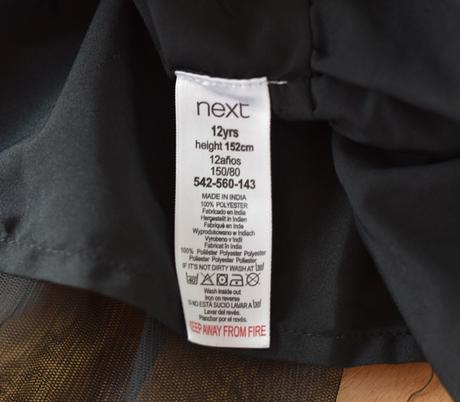 next
12yrs
height 152cm
12años
150/80
542-560-143
MADE IN INDIA
100% POLYESTER
Fabricado en India
Hergestellt in Indien
Fabriqué en Inde
Wyprodukowano w Indiach
Vyrobeno v Indii
Fabricat în India
100% Poliéster Polyester Polyester
Poliester Polyester Poliester
IF IT'S NOT DIRTY WASH AT 30
40
Wash inside out
iron on reverse
SI NO ESTÁ SUCIO LAVAR A 30
Lavar del revés.
Planchar por el revés.
KEEP AWAY FROM FIRE